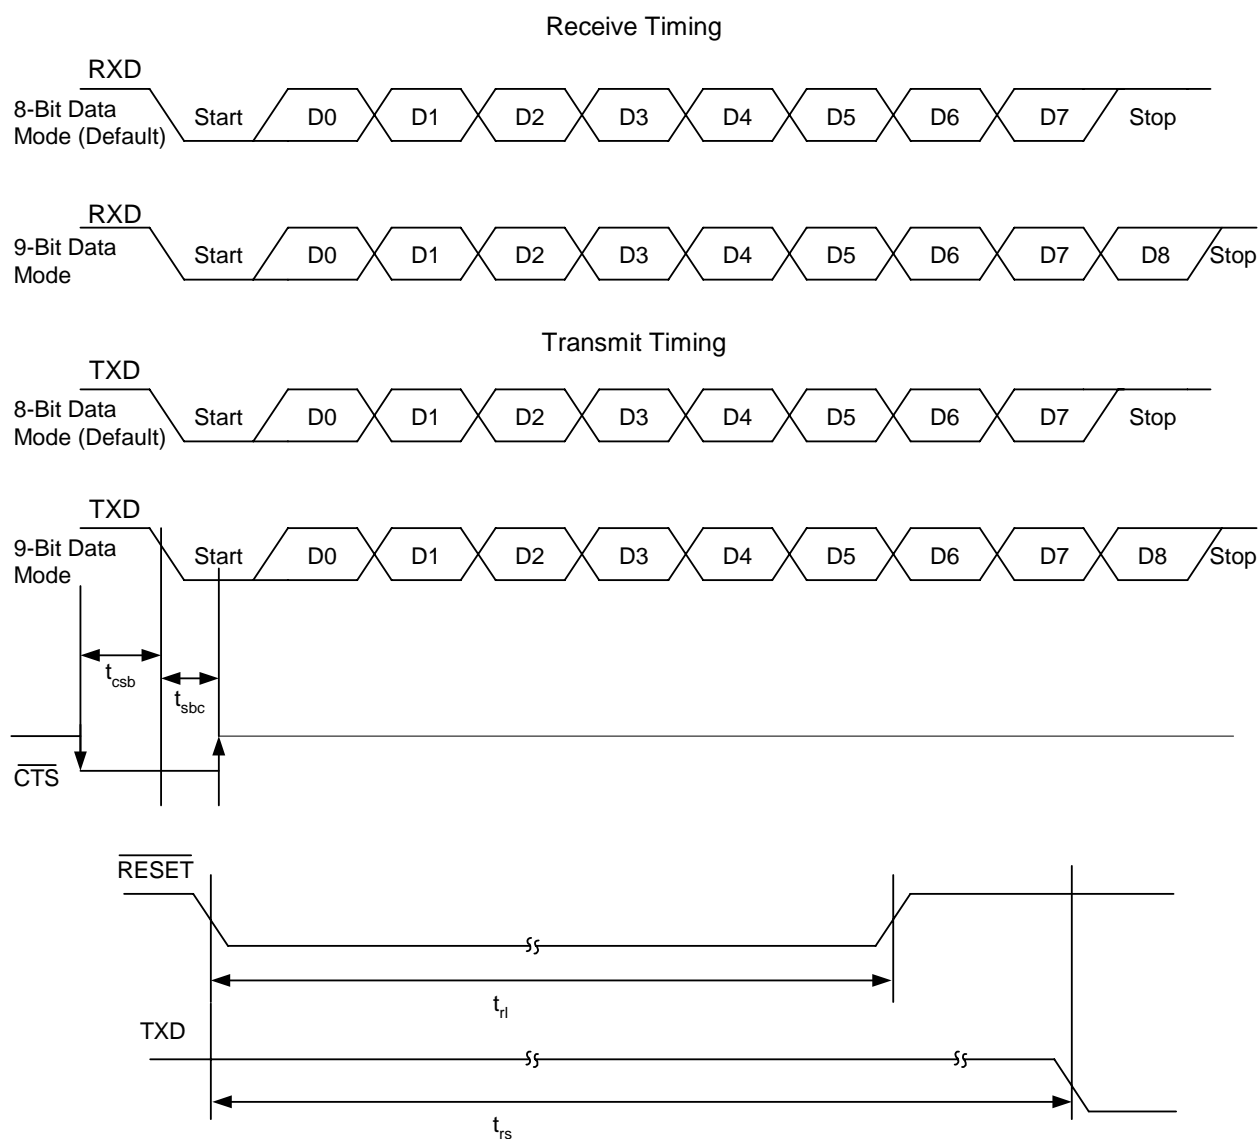 Receive Timing
RXD
8-Bit Data
Mode (Default)
Start D0 D1 D2 D3 D4 D5 D6 D7 Stop
RXD
9-Bit Data
Mode
Start D0 D1 D2 D3 D4 D5 D6 D7 D8 Stop
Transmit Timing
TXD
8-Bit Data
Mode (Default)
Start D0 D1 D2 D3 D4 D5 D6 D7 Stop
TXD
9-Bit Data
Mode
Start D0 D1 D2 D3 D4 D5 D6 D7 D8 Stop
tcsb
tsbc
CTS
RESET
trl
TXD
trs